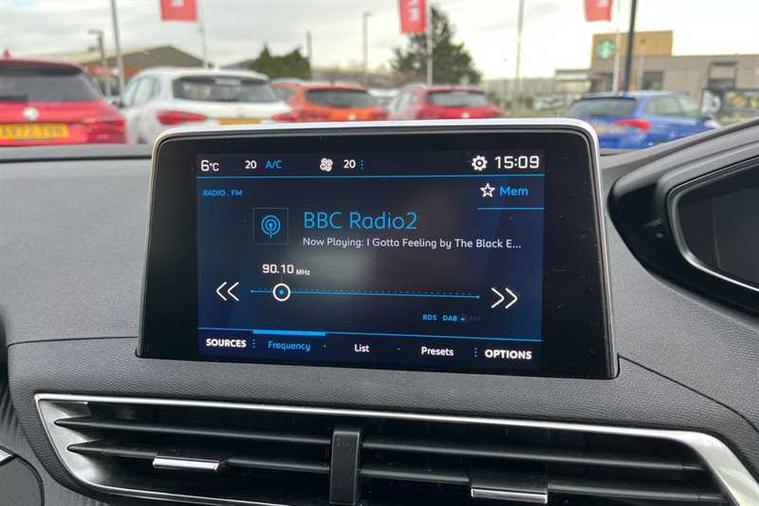 6°C 20 A/C 20 15:09
RADIO . FM
Mem
BBC Radio2
Now Playing: I Gotta Feeling by The Black E...
90.10 MHz
RDS DAB
SOURCES Frequency List Presets OPTIONS